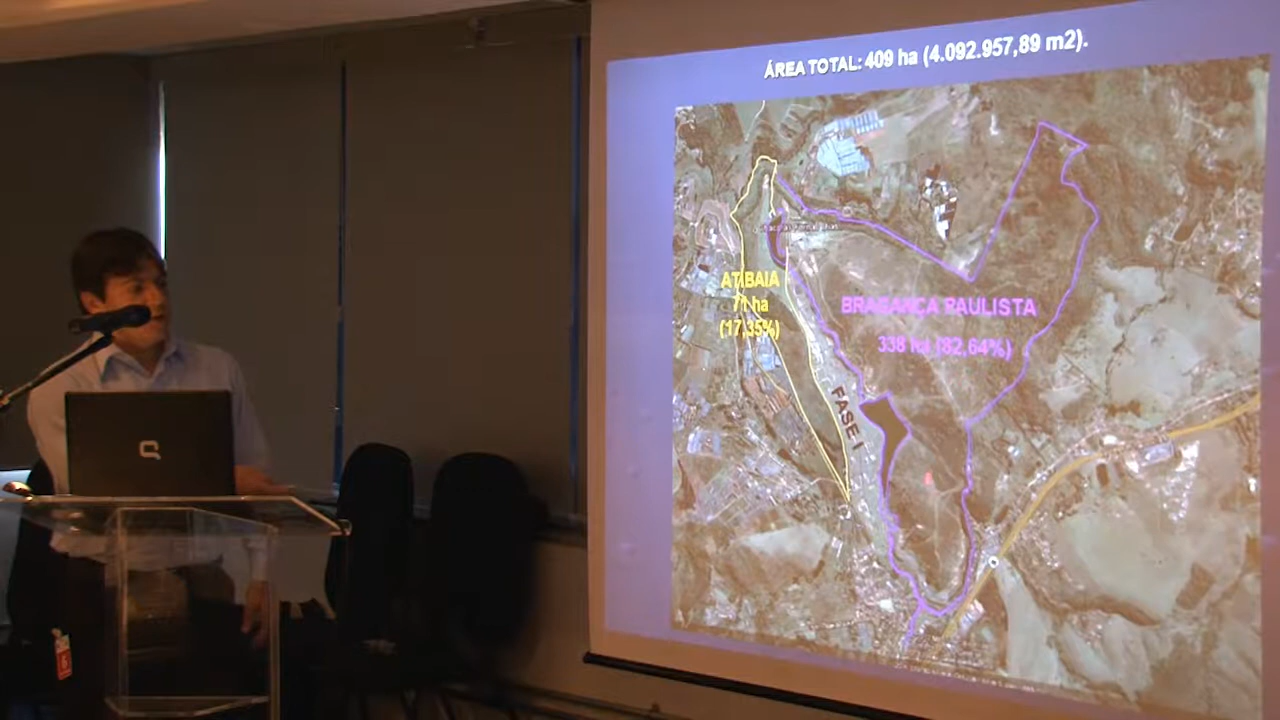 ÁREA TOTAL: 409 ha (4.092.957,89 m2).
ATIBAIA
71 ha
(17,35%)
BRAGANÇA PAULISTA
338 ha (82,64%)
FASE I